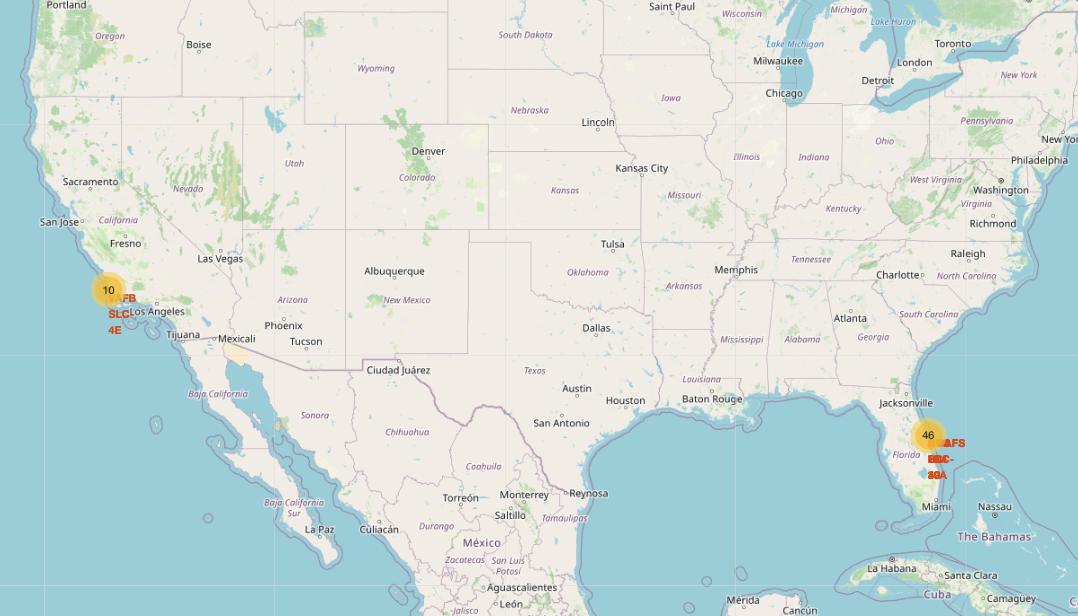 Portland
Saint Paul
Wisconsin
Michigan
Lake Huron
Oregon
Boise
South Dakota
Lake Michigan
Toronto
Milwaukee
London
Wyoming
Detroit
New York
Chicago
Iowa
Nebraska
Lincoln
Pennsylvania
Ohio
New Yor
Denver
Utah
Illinois
Indiana
Philadelphia
Kansas City
Colorado
Sacramento
Nevada
Kansas
Missouri
West Virginia
Washington
Virginia
Kentucky
San Jose
California
Richmond
Fresno
Tulsa
Raleigh
Las Vegas
Tennessee
Albuquerque
Oklahoma
Memphis
Charlotte
North Carolina
Arkansas
10
AFB
SLC-
4E
Los Angeles
Arizona
New Mexico
South Carolina
Phoenix
Atlanta
Tijuana
Mexicali
Tucson
Dallas
Mississippi
Alabama
Georgia
Ciudad Juárez
Texas
Louisiana
Baja California
Austin
Houston
Baton Rouge
Jacksonville
Sonora
San Antonio
Chihuahua
46
AFS
Florida
Coahuila
Torreón
Monterrey
Reynosa
Miami
Nassau
Baja California
Sur
Saltillo
Tamaulipas
La Paz
Culiacán
Durango
The Bahamas
México
Zacatecas
San Luis
Potosí
La Habana
Santa Clara
Aguascalientes
Cuba
Camagüey
León
Jalisco
Mérida
Cancún